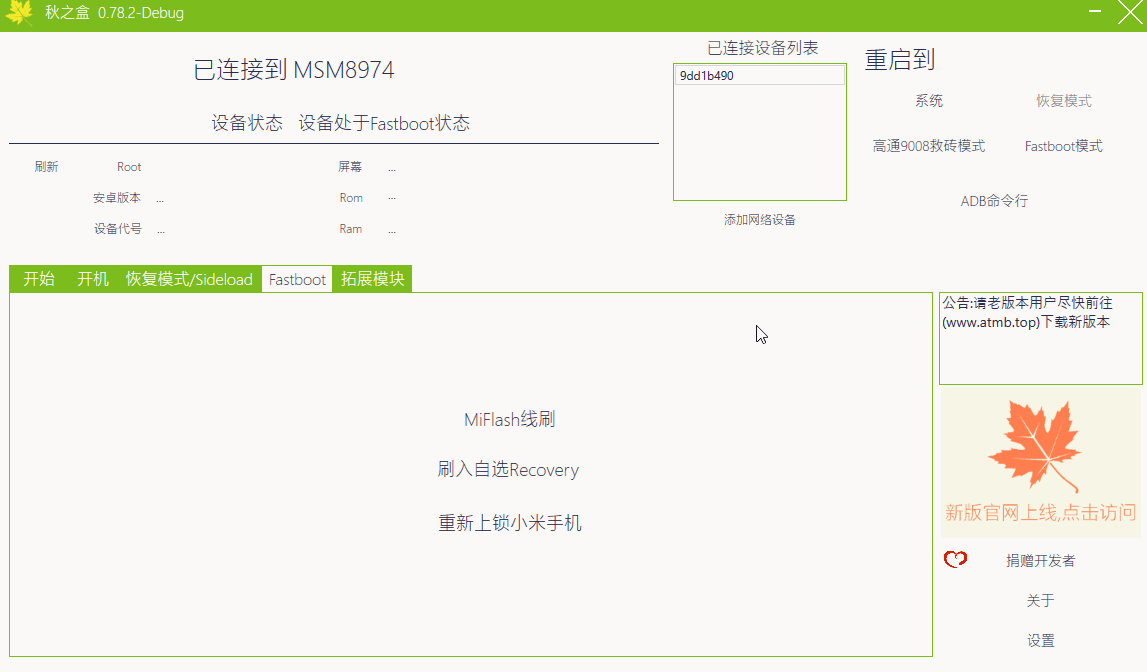 秋之盒 0.78.2-Debug
已连接到 MSM8974
设备状态 设备处于Fastboot状态
刷新 Root 屏幕 ...
安卓版本 ... Rom ...
设备代号 ... Ram ...
已连接设备列表
9dd1b490
添加网络设备
重启到
系统 恢复模式
高通9008救砖模式 Fastboot模式
ADB命令行
开始 开机 恢复模式/Sideload Fastboot 拓展模块
MiFlash线刷
刷入自选Recovery
重新上锁小米手机
公告:请老版本用户尽快前往
(www.atmb.top)下载新版本
新版官网上线,点击访问
捐赠开发者
关于
设置